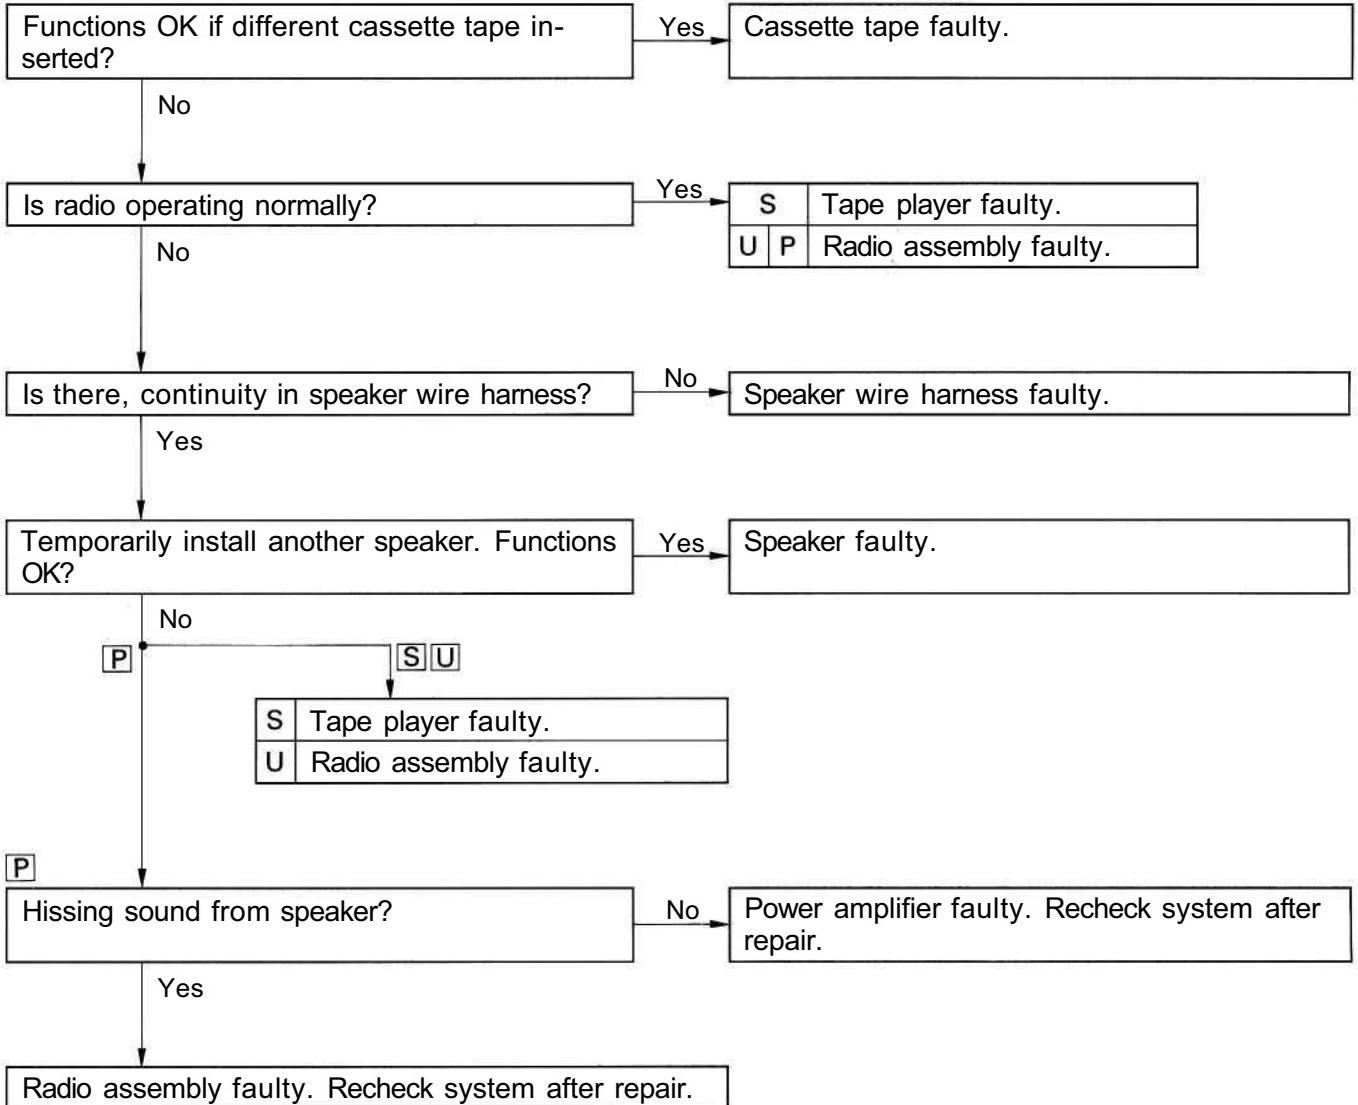 Functions OK if different cassette tape in-
serted?
Yes
Cassette tape faulty.
No
Is radio operating normally?
Yes
S Tape player faulty.
U P Radio assembly faulty.
No
Is there, continuity in speaker wire harness?
No
Speaker wire harness faulty.
Yes
Temporarily install another speaker. Functions
OK?
Yes
Speaker faulty.
No
P
S U
S Tape player faulty.
U Radio assembly faulty.
P
Hissing sound from speaker?
No
Power amplifier faulty. Recheck system after
repair.
Yes
Radio assembly faulty. Recheck system after repair.